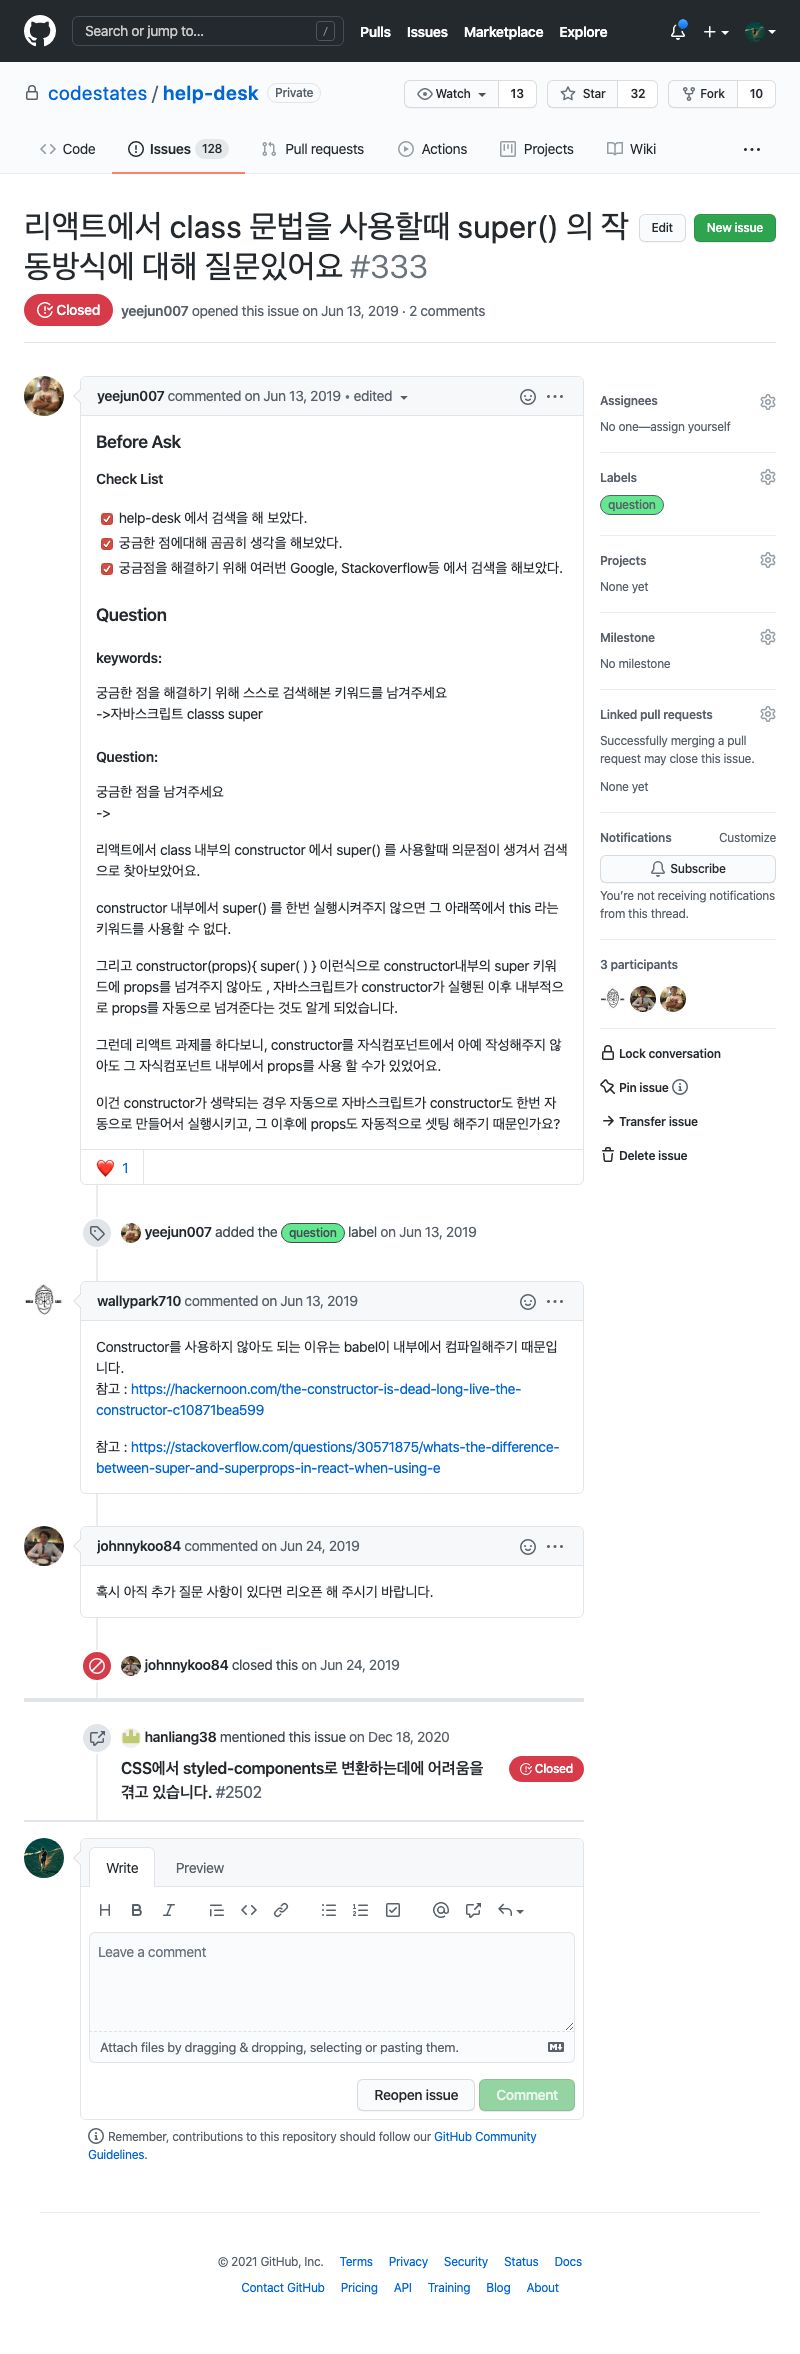 Search or jump to... /
Pulls Issues Marketplace Explore
codestates / help-desk Private
Watch 13 Star 32 Fork 10
Code Issues 128 Pull requests Actions Projects Wiki ...
리액트에서 class 문법을 사용할때 super() 의 작
동방식에 대해 질문있어요 #333
Edit New issue
Closed yeejun007 opened this issue on Jun 13, 2019 · 2 comments
yeejun007 commented on Jun 13, 2019 • edited
Before Ask
Check List
help-desk 에서 검색을 해 보았다.
궁금한 점에대해 곰곰히 생각을 해보았다.
궁금점을 해결하기 위해 여러번 Google, Stackoverflow등 에서 검색을 해보았다.
Question
keywords:
궁금한 점을 해결하기 위해 스스로 검색해본 키워드를 남겨주세요
->자바스크립트 classs super
Question:
궁금한 점을 남겨주세요
->
리액트에서 class 내부의 constructor 에서 super() 를 사용할때 의문점이 생겨서 검색
으로 찾아보았어요.
constructor 내부에서 super() 를 한번 실행시켜주지 않으면 그 아래쪽에서 this 라는
키워드를 사용할 수 없다.
그리고 constructor(props){ super( ) } 이런식으로 constructor내부의 super 키워
드에 props를 넘겨주지 않아도 , 자바스크립트가 constructor가 실행된 이후 내부적으
로 props를 자동으로 넘겨준다는 것도 알게 되었습니다.
그런데 리액트 과제를 하다보니, constructor를 자식컴포넌트에서 아예 작성해주지 않
아도 그 자식컴포넌트 내부에서 props를 사용 할 수가 있었어요.
이건 constructor가 생략되는 경우 자동으로 자바스크립트가 constructor도 한번 자
동으로 만들어서 실행시키고, 그 이후에 props도 자동적으로 셋팅 해주기 때문인가요?
1
yeejun007 added the question label on Jun 13, 2019
wallypark710 commented on Jun 13, 2019
Constructor를 사용하지 않아도 되는 이유는 babel이 내부에서 컴파일해주기 때문입
니다.
참고 : https://hackernoon.com/the-constructor-is-dead-long-live-the-
constructor-c10871bea599
참고 : https://stackoverflow.com/questions/30571875/whats-the-difference-
between-super-and-superprops-in-react-when-using-e
johnnykoo84 commented on Jun 24, 2019
혹시 아직 추가 질문 사항이 있다면 리오픈 해 주시기 바랍니다.
johnnykoo84 closed this on Jun 24, 2019
hanliang38 mentioned this issue on Dec 18, 2020
CSS에서 styled-components로 변환하는데에 어려움을
겪고 있습니다. #2502
Closed
Write Preview
H B I @
Leave a comment
Attach files by dragging & dropping, selecting or pasting them.
Reopen issue Comment
Remember, contributions to this repository should follow our GitHub Community
Guidelines.
Assignees
No one—assign yourself
Labels
question
Projects
None yet
Milestone
No milestone
Linked pull requests
Successfully merging a pull
request may close this issue.
None yet
Notifications Customize
Subscribe
You're not receiving notifications
from this thread.
3 participants
Lock conversation
Pin issue
Transfer issue
Delete issue
© 2021 GitHub, Inc. Terms Privacy Security Status Docs
Contact GitHub Pricing API Training Blog About